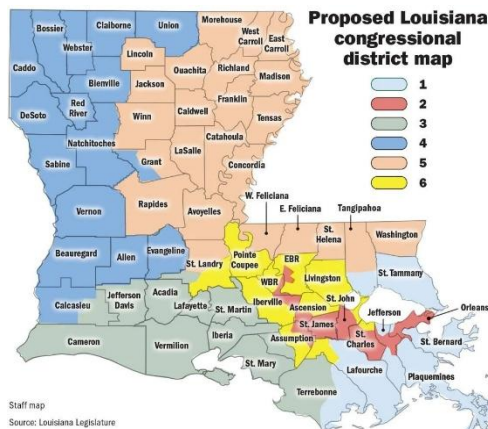 Proposed Louisiana
congressional
district map
1
2
3
4
5
6
Bossier
Claiborne
Union
Morehouse
West
Carroll
East
Carroll
Webster
Lincoln
Caddo
Ouachita
Richland
Madison
Bienville
Jackson
Red
River
DeSoto
Franklin
Caldwell
Tensas
Winn
Natchitoches
Catahoula
LaSalle
Sabine
Grant
Concordia
W. Feliciana
E. Feliciana
Tangipahoa
Rapides
Vernon
Avoyelles
St.
Helena
Washington
Beauregard
Allen
Evangeline
St. Landry
Pointe
Coupee
EBR
Livingston
St. Tammany
WBR
Calcasieu
Jefferson
Davis
Acadia
Lafayette
St. Martin
Iberville
Ascension
St. John
Orleans
Jefferson
St. James
St.
Charles
St. Bernard
Cameron
Vermilion
Iberia
Assumption
St. Mary
Lafourche
Plaquemines
Terrebonne
Staff map
Source: Louisiana Legislature